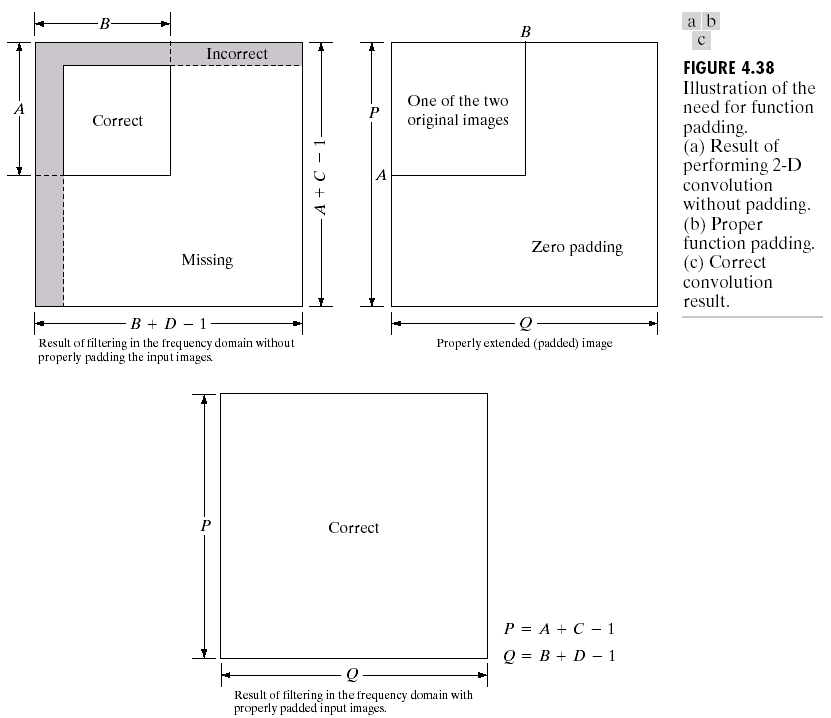 B
Incorrect
A
Correct
A + C − 1
Missing
B + D − 1
Result of filtering in the frequency domain without
properly padding the input images.
B
P
One of the two
original images
A
Zero padding
Q
Properly extended (padded) image
a b
c
FIGURE 4.38
Illustration of the
need for function
padding.
(a) Result of
performing 2-D
convolution
without padding.
(b) Proper
function padding.
(c) Correct
convolution
result.
P
Correct
Q
Result of filtering in the frequency domain with
properly padded input images.
P = A + C − 1
Q = B + D − 1